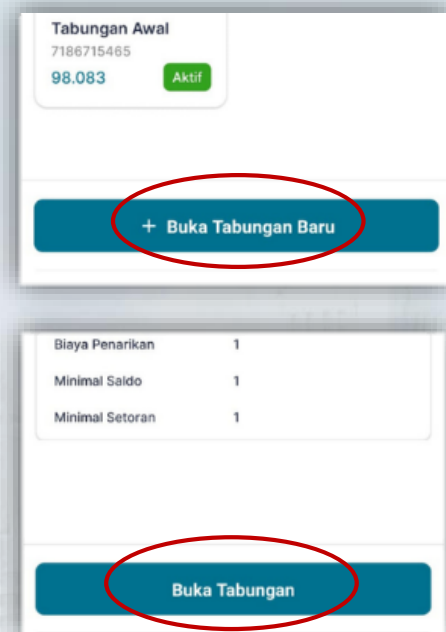 Tabungan Awal
7186715465
98.083 Aktif
+ Buka Tabungan Baru
Biaya Penarikan 1
Minimal Saldo 1
Minimal Setoran 1
Buka Tabungan